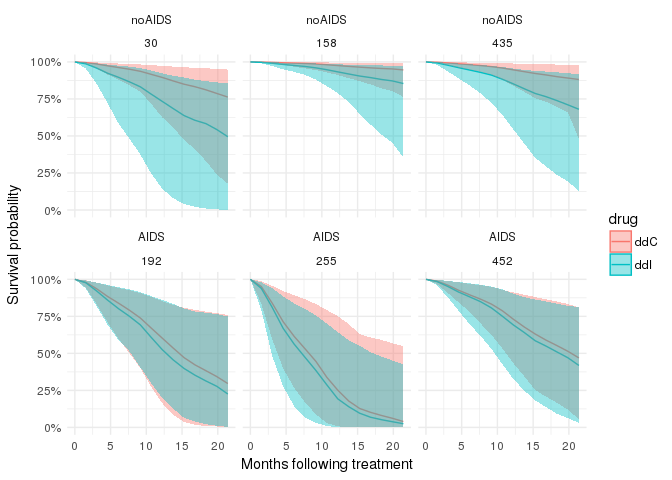 noAIDS noAIDS noAIDS
30 158 435
100%
75%
50%
25%
0%
AIDS AIDS AIDS
192 255 452
100%
75%
50%
25%
0%
0 5 10 15 20 0 5 10 15 20 0 5 10 15 20
Months following treatment
Survival probability
drug
ddC
ddI